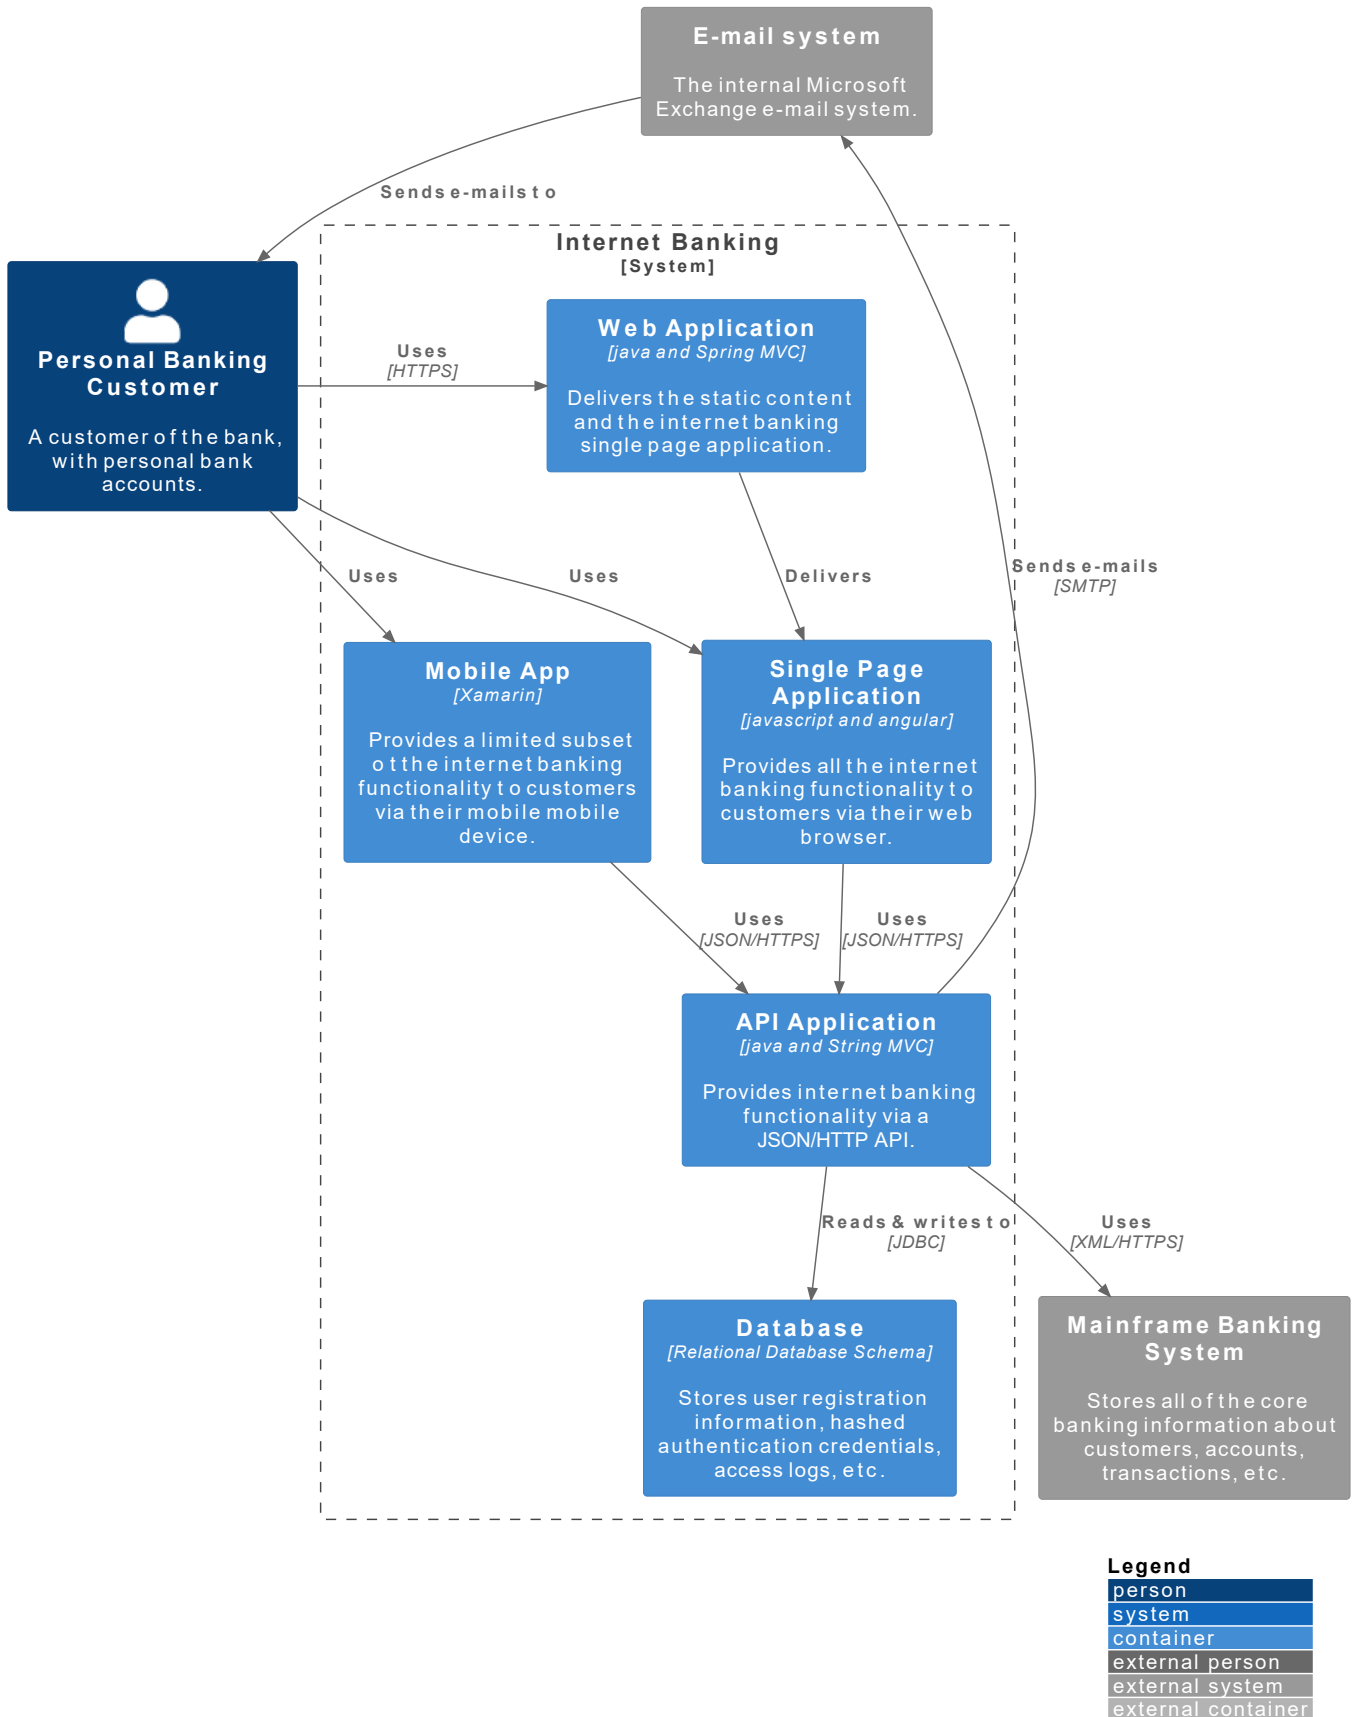 E-mail system
The internal Microsoft
Exchange e-mail system.
Sends e-mails to
Internet Banking
[System]
Personal Banking
Customer
A customer of the bank,
with personal bank
accounts.
Uses
[HTTPS]
Web Application
[java and Spring MVC]
Delivers the static content
and the internet banking
single page application.
Uses
Uses
Delivers
Sends e-mails
[SMTP]
Mobile App
[Xamarin]
Provides a limited subset
ot the internet banking
functionality to customers
via their mobile mobile
device.
Single Page
Application
[javascript and angular]
Provides all the internet
banking functionality to
customers via their web
browser.
Uses
[JSON/HTTPS]
Uses
[JSON/HTTPS]
API Application
[java and String MVC]
Provides internet banking
functionality via a
JSON/HTTP API.
Reads & writes to
[JDBC]
Uses
[XML/HTTPS]
Database
[Relational Database Schema]
Stores user registration
information, hashed
authentication credentials,
access logs, etc.
Mainframe Banking
System
Stores all of the core
banking information about
customers, accounts,
transactions, etc.
Legend
person
system
container
external person
external system
external container